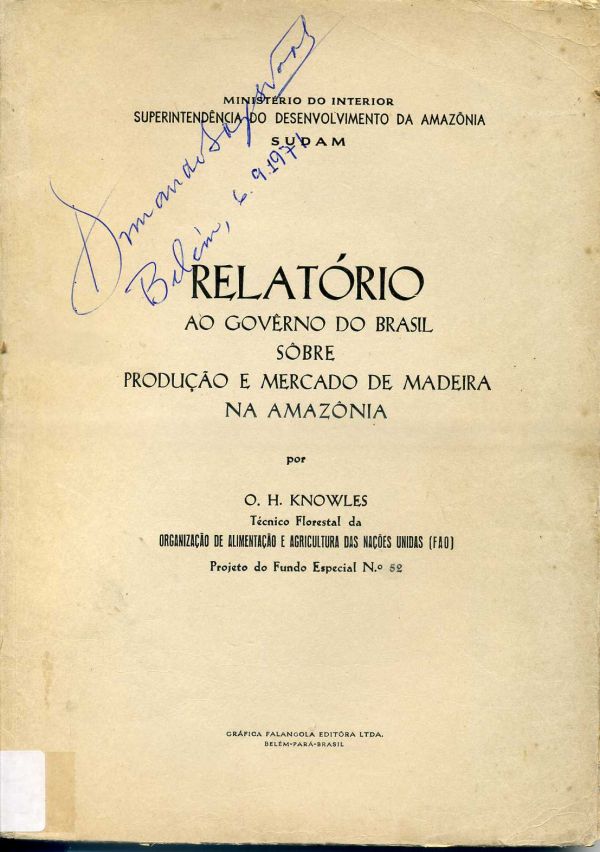 MINISTÉRIO DO INTERIOR
SUPERINTENDÊNCIA DO DESENVOLVIMENTO DA AMAZÔNIA
SUDAM
Belém, 6.9.1971
RELATÓRIO
AO GOVÊRNO DO BRASIL
SÔBRE
PRODUÇÃO E MERCADO DE MADEIRA
NA AMAZÔNIA
por
O. H. KNOWLES
Técnico Florestal da
ORGANIZAÇÃO DE ALIMENTAÇÃO E AGRICULTURA DAS NAÇÕES UNIDAS (FAO)
Projeto do Fundo Especial N.º 52
GRÁFICA FALANGOLA EDITÔRA LTDA.
BELÉM-PARÁ-BRASIL